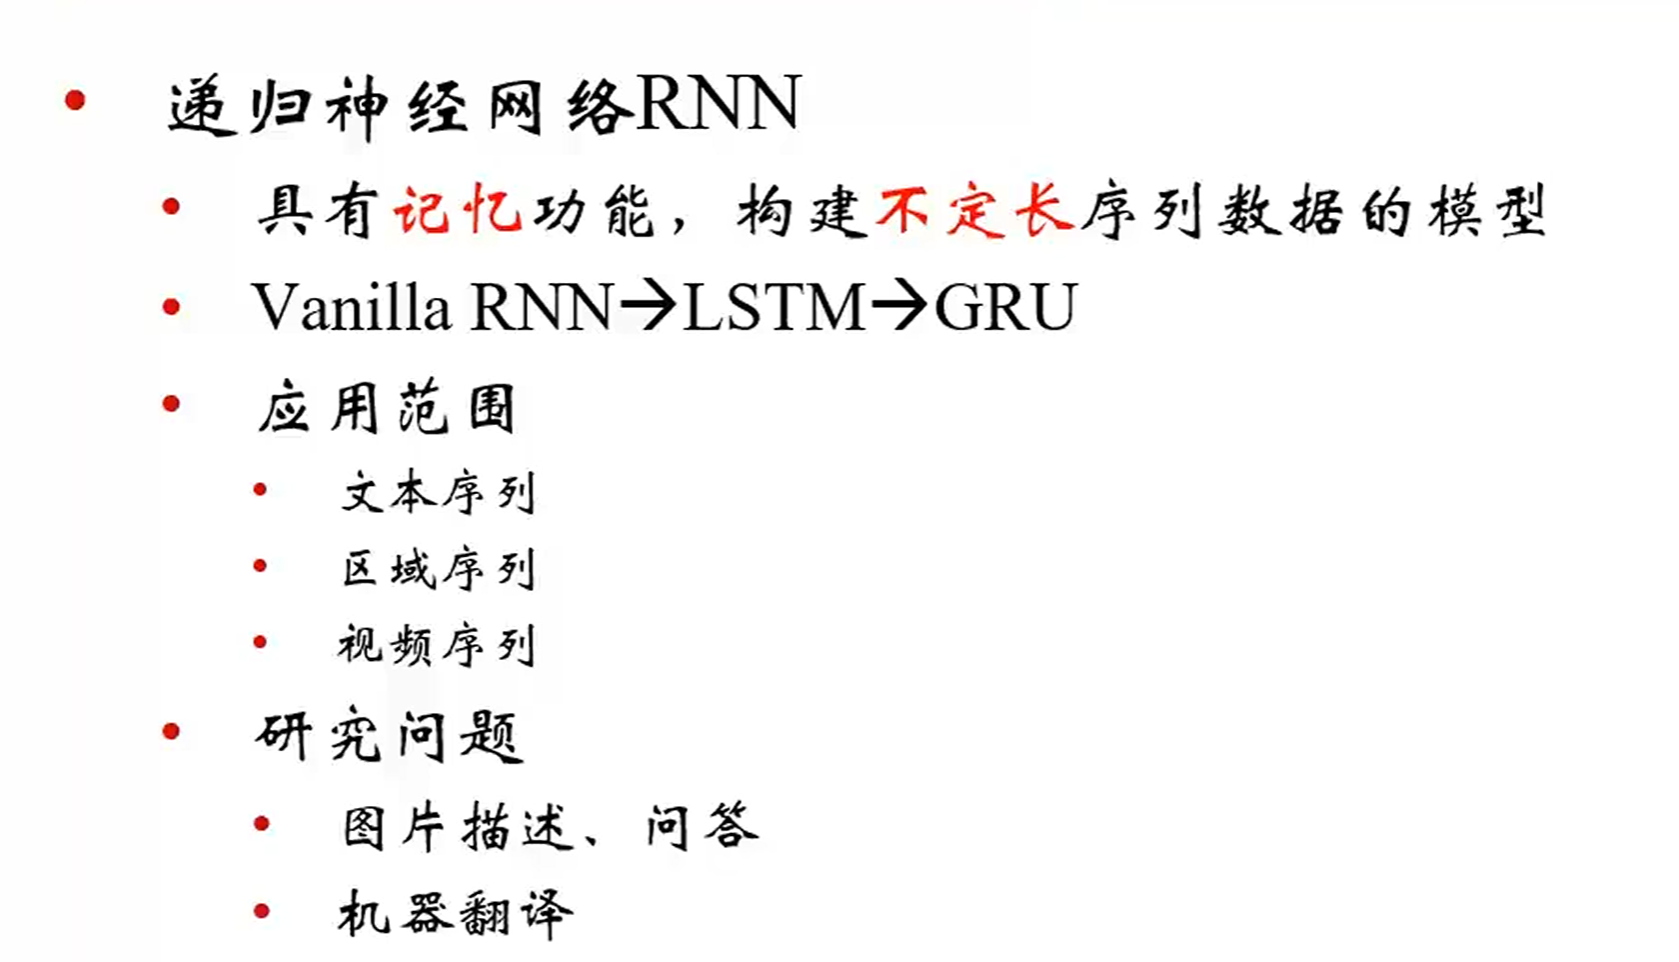 递归神经网络RNN
具有记忆功能，构建不定长序列数据的模型
Vanilla RNN→LSTM→GRU
应用范围
文本序列
区域序列
视频序列
研究问题
图片描述、问答
机器翻译